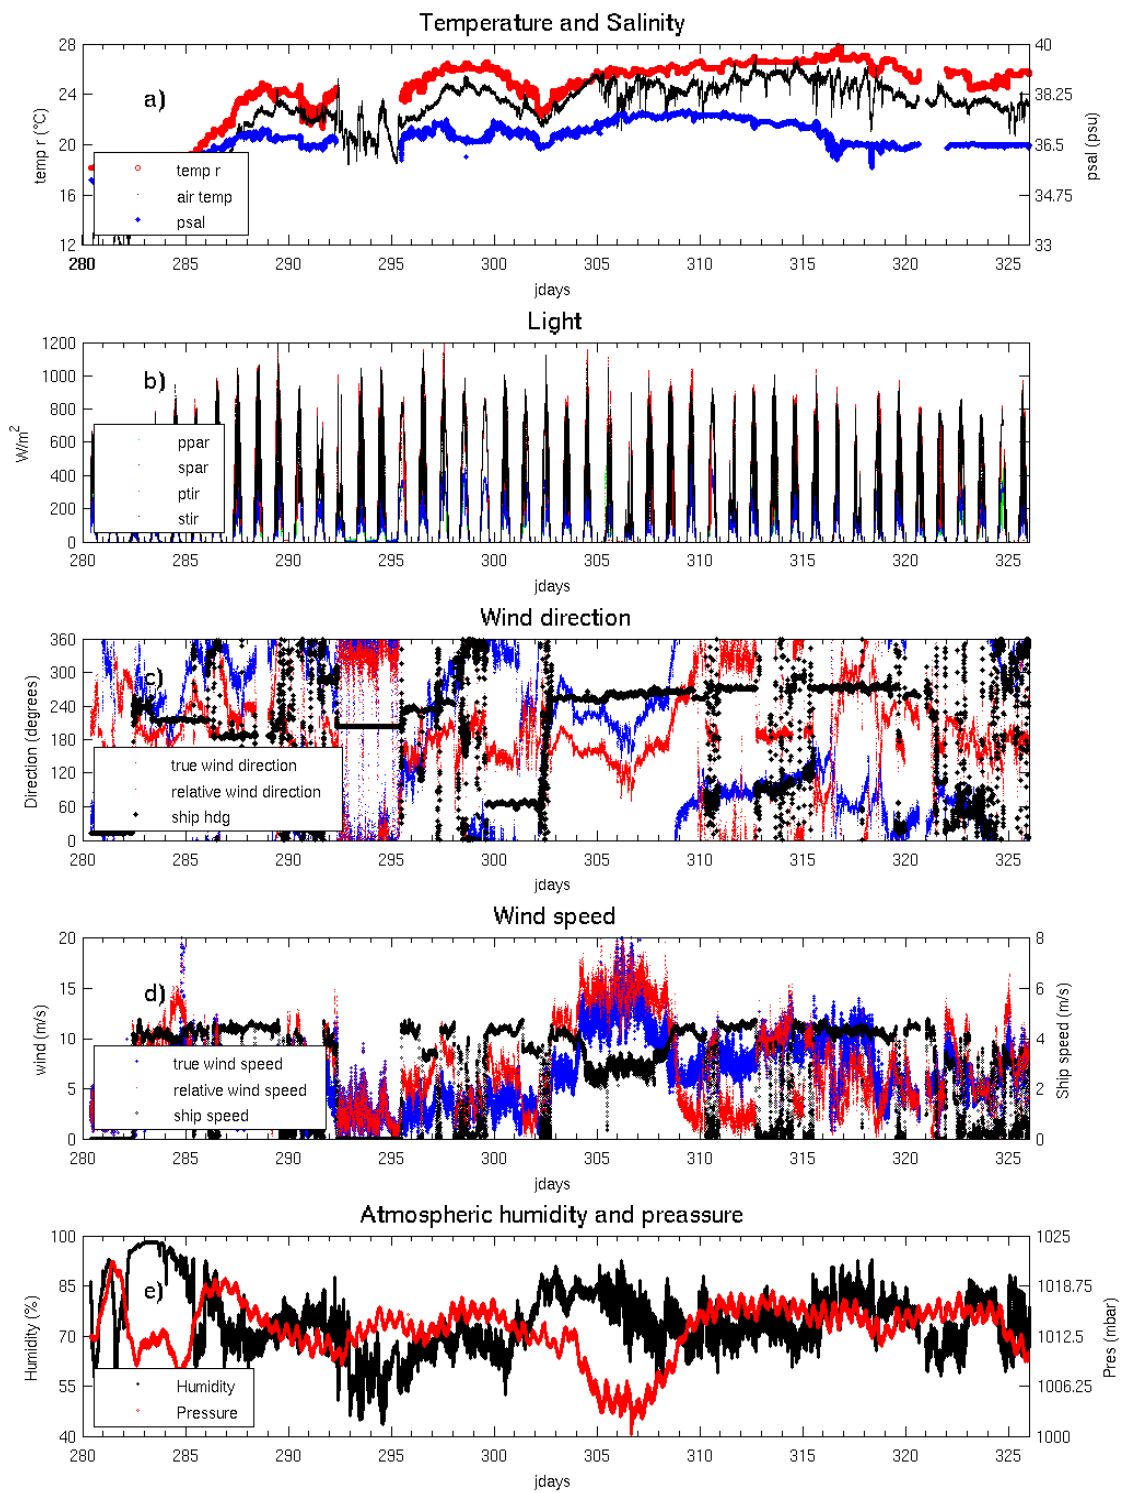 Temperature and Salinity
28 40
24 a) 38.25
temp r (°C) 20 36.5 psal (psu)
temp r
16 air temp 34.75
psal
12 33
280 285 290 295 300 305 310 315 320 325
jdays
Light
1200
1000 b)
800
W/m² 600 ppar
spar
400
ptir
200
stir
0
280 285 290 295 300 305 310 315 320 325
jdays
Wind direction
360
300 c)
240
Direction (degrees) 180
true wind direction
120
relative wind direction
60
ship hdg
0
280 285 290 295 300 305 310 315 320 325
jdays
Wind speed
20 8
15 d) 6
wind (m/s) 10 4 Ship speed (m/s)
true wind speed
5 relative wind speed 2
ship speed
0 0
280 285 290 295 300 305 310 315 320 325
jdays
Atmospheric humidity and preassure
100 1025
85 e) 1018.75
Humidity (%) 70 1012.5 Pres (mbar)
55 Humidity 1006.25
Pressure
40 1000
280 285 290 295 300 305 310 315 320 325
jdays